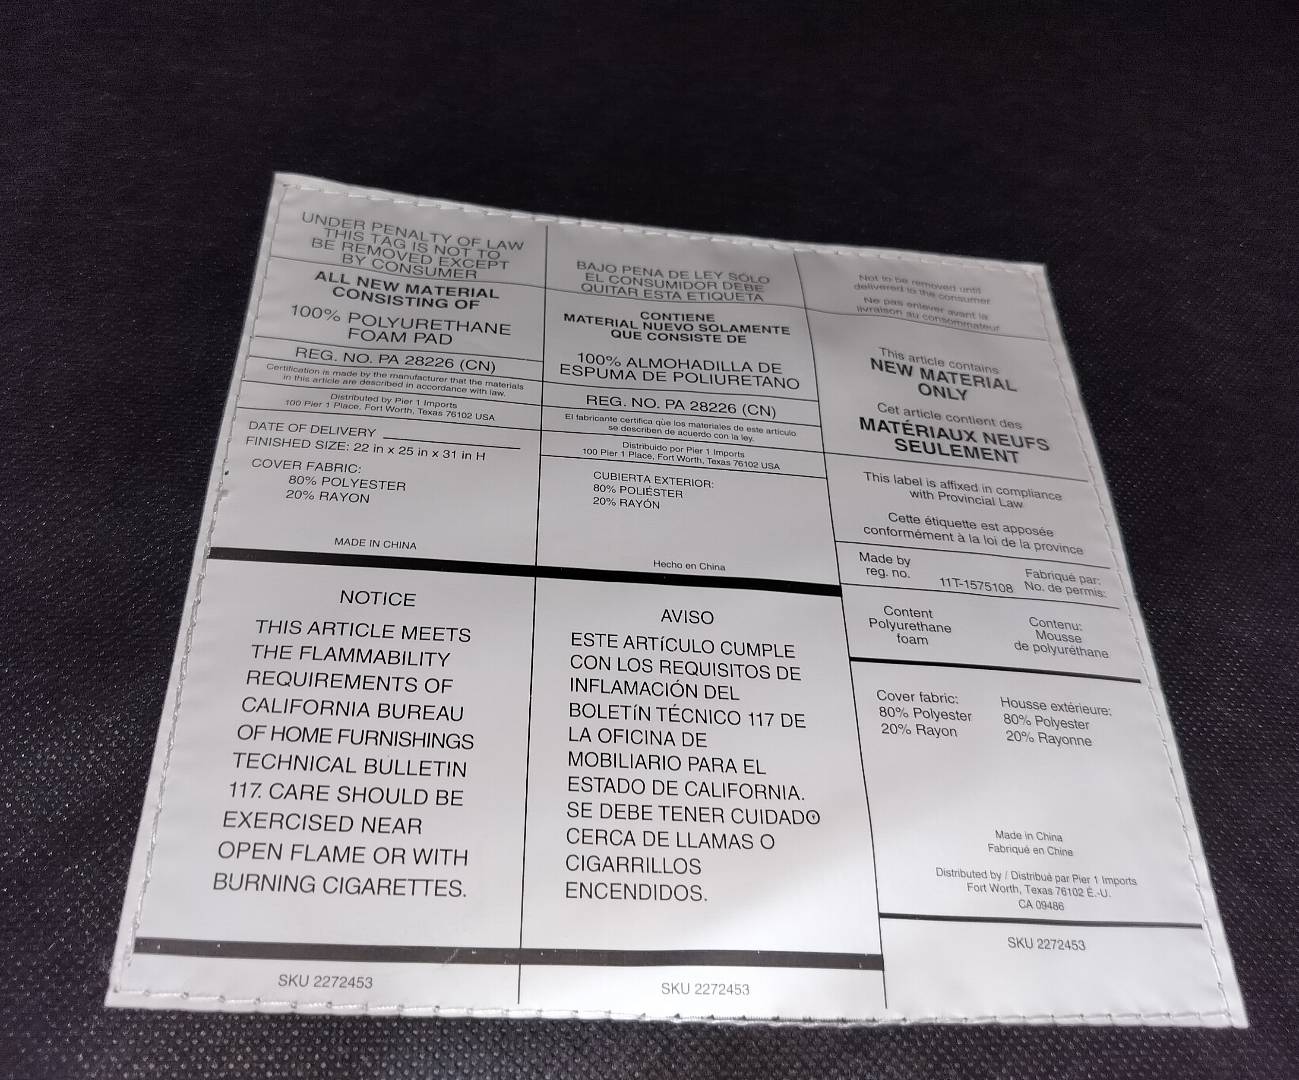 UNDER PENALTY OF LAW
THIS TAG IS NOT TO
BE REMOVED EXCEPT
BY CONSUMER
ALL NEW MATERIAL
CONSISTING OF
100% POLYURETHANE
FOAM PAD
REG. NO. PA 28226 (CN)
Certification is made by the manufacturer that the materials
in this article are described in accordance with law.
Distributed by Pier 1 Imports
100 Pier 1 Place, Fort Worth, Texas 76102 USA
DATE OF DELIVERY
FINISHED SIZE: 22 in x 25 in x 31 in H
COVER FABRIC:
80% POLYESTER
20% RAYON
MADE IN CHINA
NOTICE
THIS ARTICLE MEETS
THE FLAMMABILITY
REQUIREMENTS OF
CALIFORNIA BUREAU
OF HOME FURNISHINGS
TECHNICAL BULLETIN
117. CARE SHOULD BE
EXERCISED NEAR
OPEN FLAME OR WITH
BURNING CIGARETTES.
SKU 2272453
BAJO PENA DE LEY SÓLO
EL CONSUMIDOR DEBE
QUITAR ESTA ETIQUETA
CONTIENE
MATERIAL NUEVO SOLAMENTE
QUE CONSISTE DE
100% ALMOHADILLA DE
ESPUMA DE POLIURETANO
REG. NO. PA 28226 (CN)
El fabricante certifica que los materiales de este artículo
se describen de acuerdo con la ley.
Distribuido por Pier 1 Imports
100 Pier 1 Place, Fort Worth, Texas 76102 USA
CUBIERTA EXTERIOR:
80% POLIÉSTER
20% RAYÓN
Hecho en China
AVISO
ESTE ARTíCULO CUMPLE
CON LOS REQUISITOS DE
INFLAMACIÓN DEL
BOLETíN TÉCNICO 117 DE
LA OFICINA DE
MOBILIARIO PARA EL
ESTADO DE CALIFORNIA.
SE DEBE TENER CUIDADO
CERCA DE LLAMAS O
CIGARRILLOS
ENCENDIDOS.
SKU 2272453
Not to be removed until
delivered to the consumer
Ne pas enlever avant la
livraison au consommateur
This article contains
NEW MATERIAL
ONLY
Cet article contient des
MATÉRIAUX NEUFS
SEULEMENT
This label is affixed in compliance
with Provincial Law
Cette étiquette est apposée
conformément à la loi de la province
Made by
reg. no.
11T-1575108
Fabriqué par:
No. de permis:
Content
Polyurethane
foam
Contenu:
Mousse
de polyuréthane
Cover fabric:
80% Polyester
20% Rayon
Housse extérieure:
80% Polyester
20% Rayonne
Made in China
Fabriqué en Chine
Distributed by / Distribué par Pier 1 Imports
Fort Worth, Texas 76102 E.-U.
CA 09486
SKU 2272453